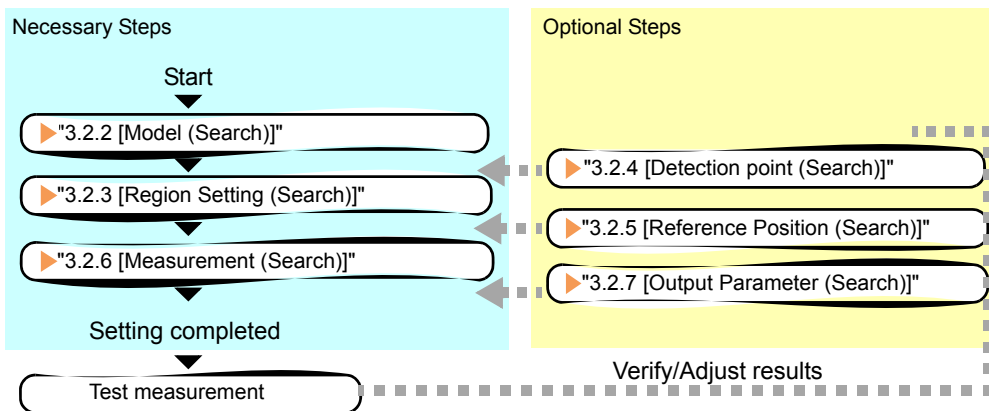 Necessary Steps
Start
"3.2.2 [Model (Search)]"
"3.2.3 [Region Setting (Search)]"
"3.2.6 [Measurement (Search)]"
Setting completed
Test measurement
Optional Steps
"3.2.4 [Detection point (Search)]"
"3.2.5 [Reference Position (Search)]"
"3.2.7 [Output Parameter (Search)]"
Verify/Adjust results